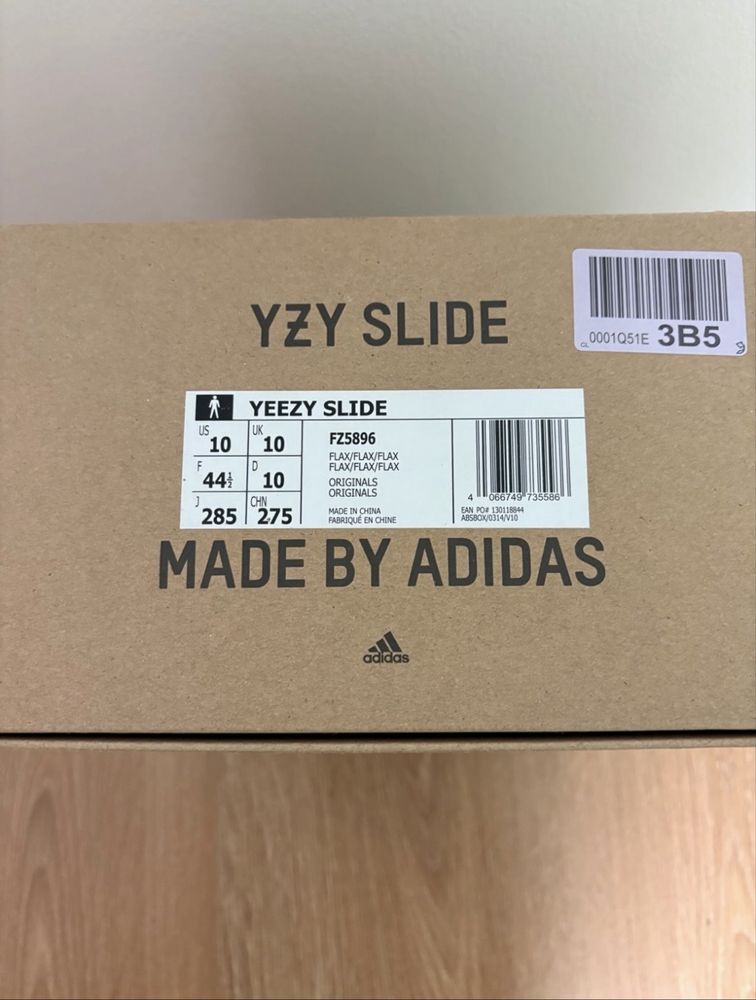 YZY SLIDE
CL 0001Q51E 3B5
YEEZY SLIDE
US 10 UK 10
F 44½ D 10
J 285 CHN 275
FZ5896
FLAX/FLAX/FLAX
FLAX/FLAX/FLAX
ORIGINALS
ORIGINALS
MADE IN CHINA
FABRIQUÉ EN CHINE
4 066749 735586
EAN PO# 130118844
ABSBOX/0314/V10
MADE BY ADIDAS
adidas